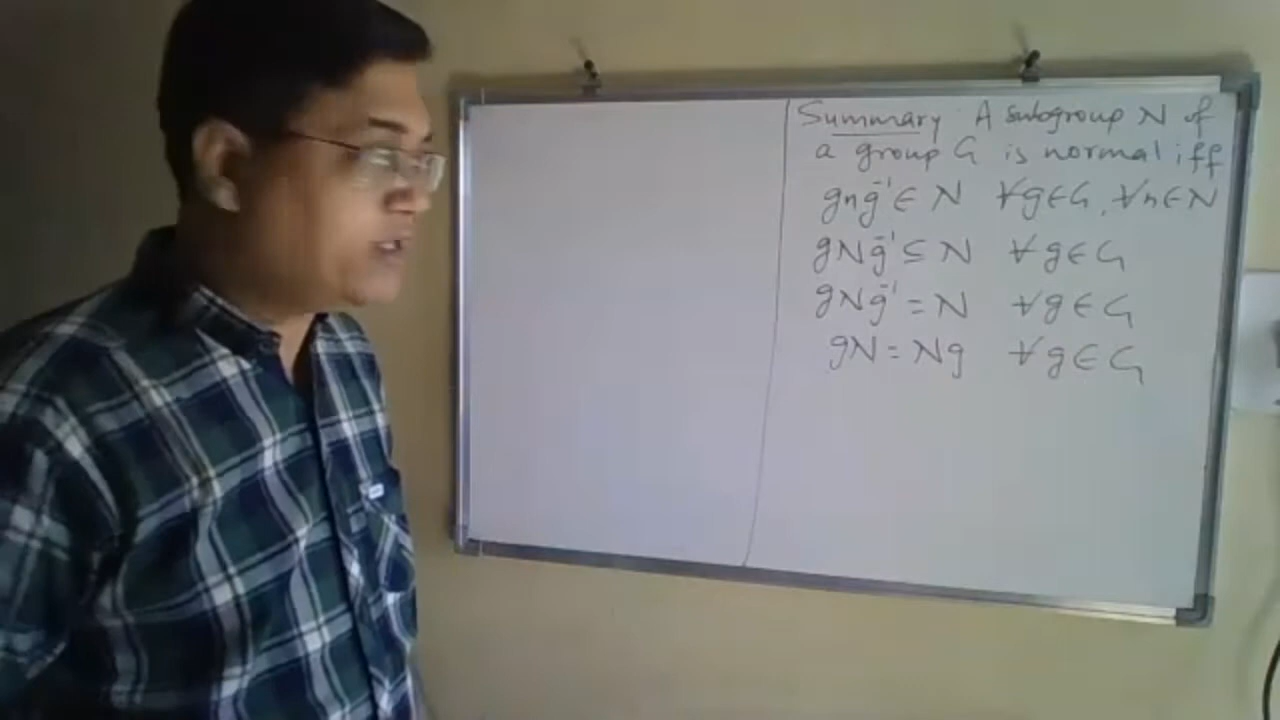 Summary. A subgroup N of
a group G is normal iff
gng⁻¹ ∈ N ∀g∈G, ∀n∈N
gNg⁻¹ ⊆ N ∀g∈G
gNg⁻¹ = N ∀g∈G
gN = Ng ∀g∈G